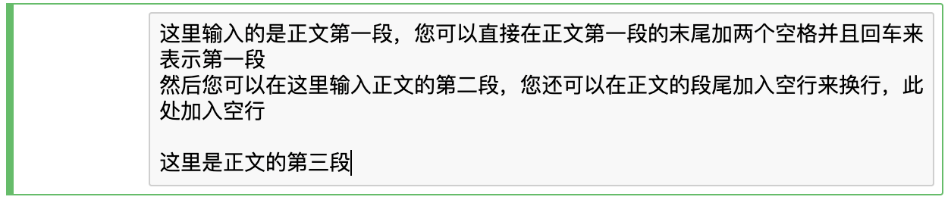 这里输入的是正文第一段，您可以直接在正文第一段的末尾加两个空格并且回车来
表示第一段
然后您可以在这里输入正文的第二段，您还可以在正文的段尾加入空行来换行，此
处加入空行
这里是正文的第三段